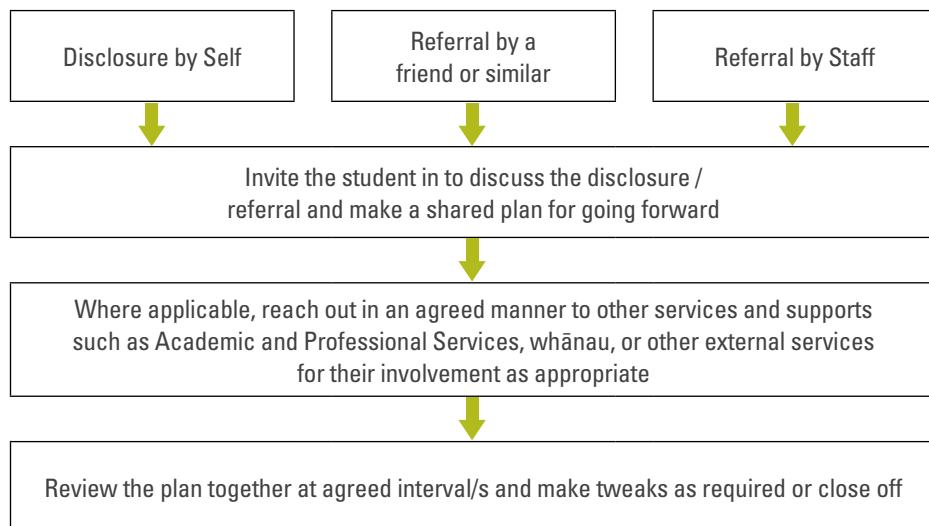 Disclosure by Self
Referral by a
friend or similar
Referral by Staff
Invite the student in to discuss the disclosure /
referral and make a shared plan for going forward
Where applicable, reach out in an agreed manner to other services and supports
such as Academic and Professional Services, whānau, or other external services
for their involvement as appropriate
Review the plan together at agreed interval/s and make tweaks as required or close off